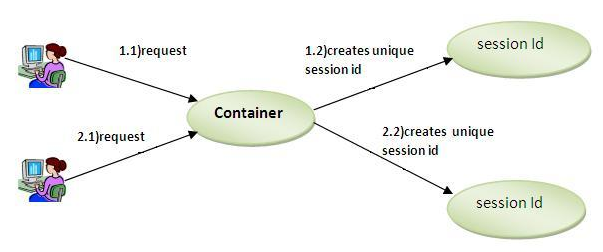 1.1)request
1.2)creates unique
session id
session Id
Container
2.1)request
2.2)creates unique
session id
session Id